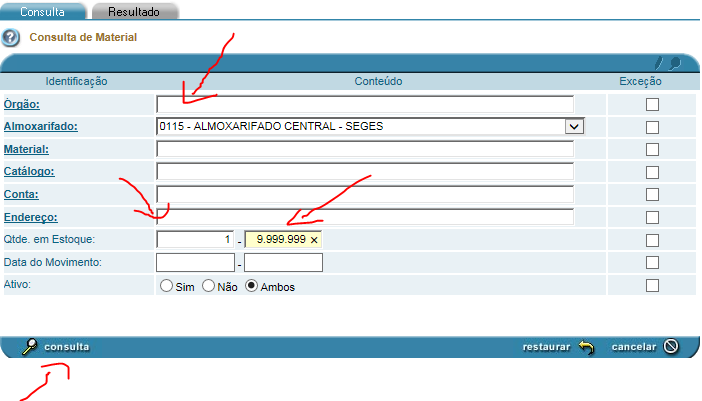 Consulta Resultado
Consulta de Material
Identificação Conteúdo Exceção
Órgão:
Almoxarifado: 0115 - ALMOXARIFADO CENTRAL - SEGES
Material:
Catálogo:
Conta:
Endereço:
Qtde. em Estoque: 1 - 9.999.999 ×
Data do Movimento: -
Ativo: Sim Não Ambos
consulta restaurar cancelar